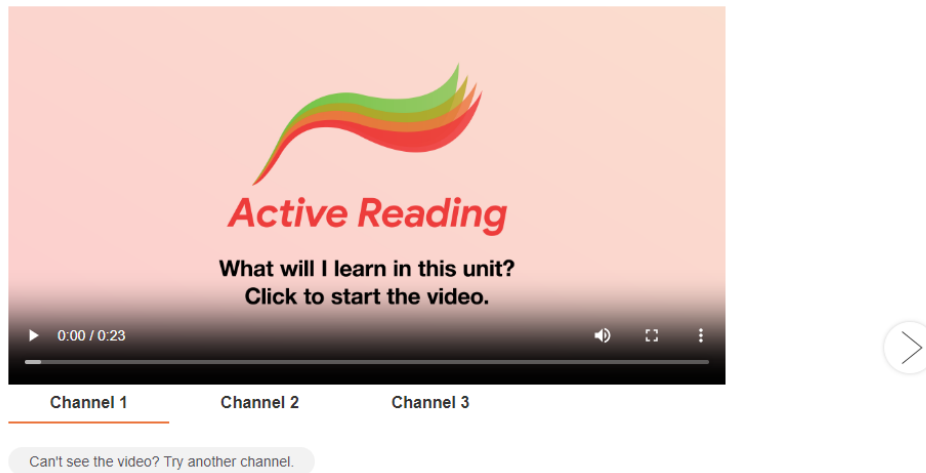 Active Reading
What will I learn in this unit?
Click to start the video.
0:00 / 0:23
Channel 1 Channel 2 Channel 3
Can't see the video? Try another channel.